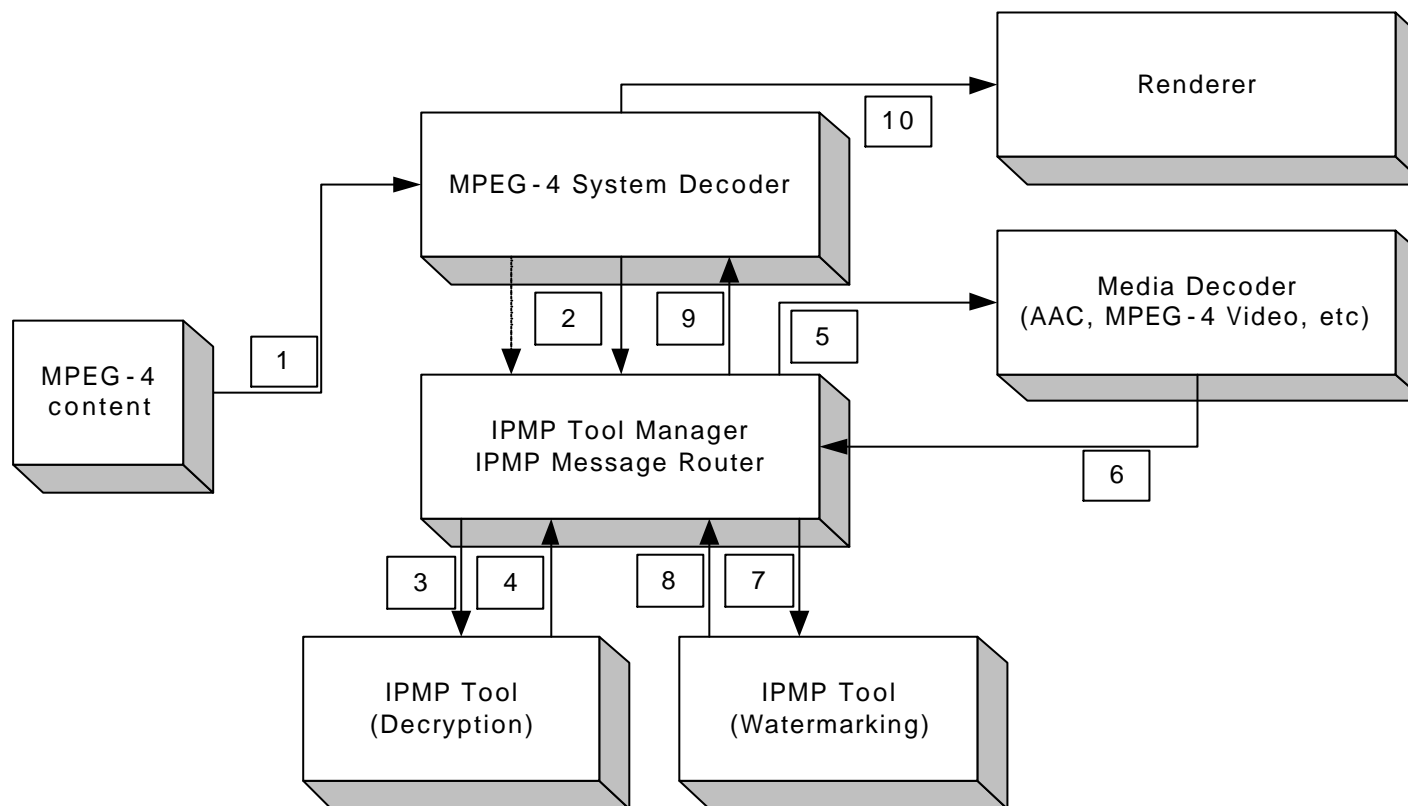 Renderer
10
MPEG-4 System Decoder
Media Decoder
(AAC, MPEG-4 Video, etc)
2
9
5
1
MPEG-4
content
IPMP Tool Manager
IPMP Message Router
6
3
4
8
7
IPMP Tool
(Decryption)
IPMP Tool
(Watermarking)